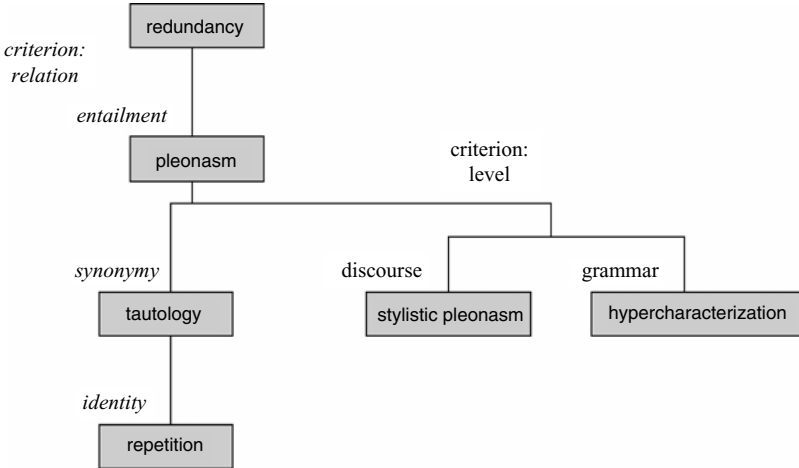 redundancy
criterion:
relation
entailment
pleonasm
criterion:
level
synonymy
discourse
grammar
tautology
stylistic pleonasm
hypercharacterization
identity
repetition